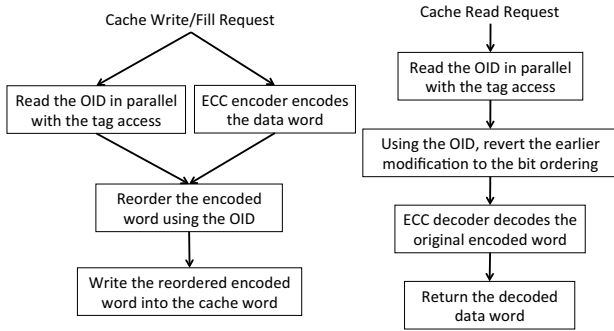 Cache Write/Fill Request
Read the OID in parallel
with the tag access
ECC encoder encodes
the data word
Reorder the encoded
word using the OID
Write the reordered encoded
word into the cache word
Cache Read Request
Read the OID in parallel
with the tag access
Using the OID, revert the earlier
modification to the bit ordering
ECC decoder decodes the
original encoded word
Return the decoded
data word